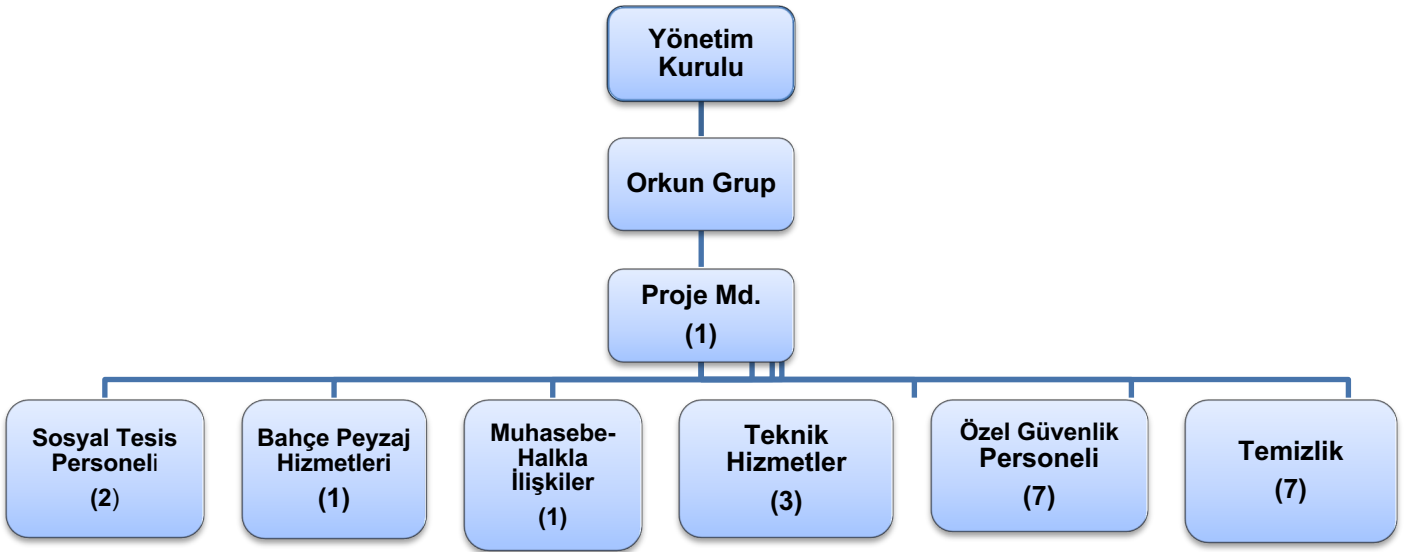 Yönetim
Kurulu
Orkun Grup
Proje Md.
(1)
Sosyal Tesis
Personeli
(2)
Bahçe Peyzaj
Hizmetleri
(1)
Muhasebe-
Halkla
İlişkiler
(1)
Teknik
Hizmetler
(3)
Özel Güvenlik
Personeli
(7)
Temizlik
(7)